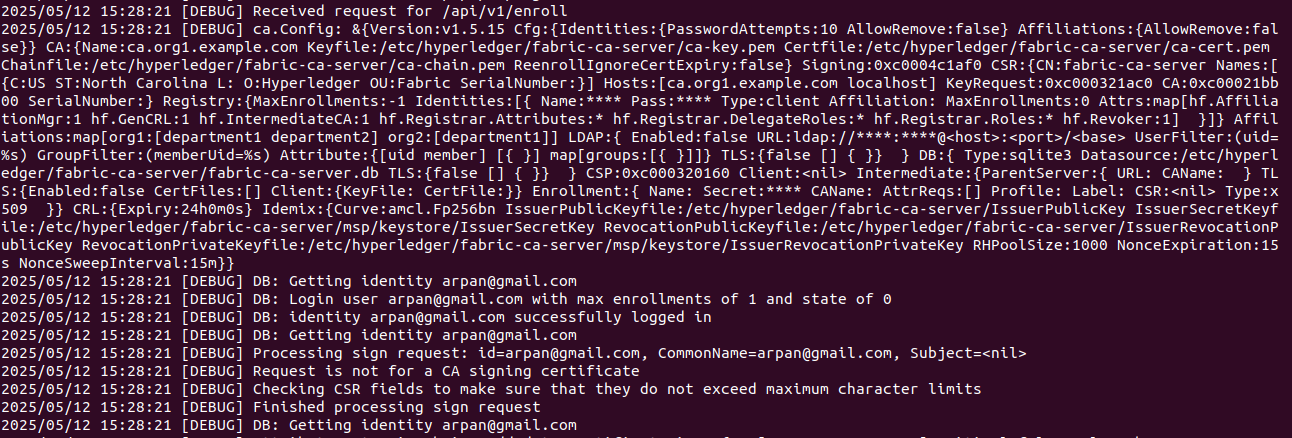 2025/05/12 15:28:21 [DEBUG] Received request for /api/v1/enroll
2025/05/12 15:28:21 [DEBUG] ca.Config: &{Version:v1.5.15 Cfg:{Identities:{PasswordAttempts:10 AllowRemove:false} Affiliations:{AllowRemove:fal
se}} CA:{Name:ca.org1.example.com Keyfile:/etc/hyperledger/fabric-ca-server/ca-key.pem Certfile:/etc/hyperledger/fabric-ca-server/ca-cert.pem
Chainfile:/etc/hyperledger/fabric-ca-server/ca-chain.pem ReenrollIgnoreCertExpiry:false} Signing:0xc0004c1af0 CSR:{CN:fabric-ca-server Names:[
{C:US ST:North Carolina L: O:Hyperledger OU:Fabric SerialNumber:}] Hosts:[ca.org1.example.com localhost] KeyRequest:0xc000321ac0 CA:0xc00021bb
00 SerialNumber:} Registry:{MaxEnrollments:-1 Identities:[{ Name:**** Pass:**** Type:client Affiliation: MaxEnrollments:0 Attrs:map[hf.Affilia
tionMgr:1 hf.GenCRL:1 hf.IntermediateCA:1 hf.Registrar.Attributes:* hf.Registrar.DelegateRoles:* hf.Registrar.Roles:* hf.Revoker:1]  }]} Affil
iations:map[org1:[department1 department2] org2:[department1]] LDAP:{ Enabled:false URL:ldap://****:****@<host>:<port>/<base> UserFilter:(uid=
%s) GroupFilter:(memberUid=%s) Attribute:{[uid member] [{ }] map[groups:[{ }]]} TLS:{false [] { }}  } DB:{ Type:sqlite3 Datasource:/etc/hyperl
edger/fabric-ca-server/fabric-ca-server.db TLS:{false [] { }}  } CSP:0xc000320160 Client:<nil> Intermediate:{ParentServer:{ URL: CAName:  } TL
S:{Enabled:false CertFiles:[] Client:{KeyFile: CertFile:}} Enrollment:{ Name: Secret:**** CAName: AttrReqs:[] Profile: Label: CSR:<nil> Type:x
509  }} CRL:{Expiry:24h0m0s} Idemix:{Curve:amcl.Fp256bn IssuerPublicKeyfile:/etc/hyperledger/fabric-ca-server/IssuerPublicKey IssuerSecretKeyf
ile:/etc/hyperledger/fabric-ca-server/msp/keystore/IssuerSecretKey RevocationPublicKeyfile:/etc/hyperledger/fabric-ca-server/IssuerRevocationP
ublicKey RevocationPrivateKeyfile:/etc/hyperledger/fabric-ca-server/msp/keystore/IssuerRevocationPrivateKey RHPoolSize:1000 NonceExpiration:15
s NonceSweepInterval:15m}}
2025/05/12 15:28:21 [DEBUG] DB: Getting identity arpan@gmail.com
2025/05/12 15:28:21 [DEBUG] DB: Login user arpan@gmail.com with max enrollments of 1 and state of 0
2025/05/12 15:28:21 [DEBUG] DB: identity arpan@gmail.com successfully logged in
2025/05/12 15:28:21 [DEBUG] DB: Getting identity arpan@gmail.com
2025/05/12 15:28:21 [DEBUG] Processing sign request: id=arpan@gmail.com, CommonName=arpan@gmail.com, Subject=<nil>
2025/05/12 15:28:21 [DEBUG] Request is not for a CA signing certificate
2025/05/12 15:28:21 [DEBUG] Checking CSR fields to make sure that they do not exceed maximum character limits
2025/05/12 15:28:21 [DEBUG] Finished processing sign request
2025/05/12 15:28:21 [DEBUG] DB: Getting identity arpan@gmail.com